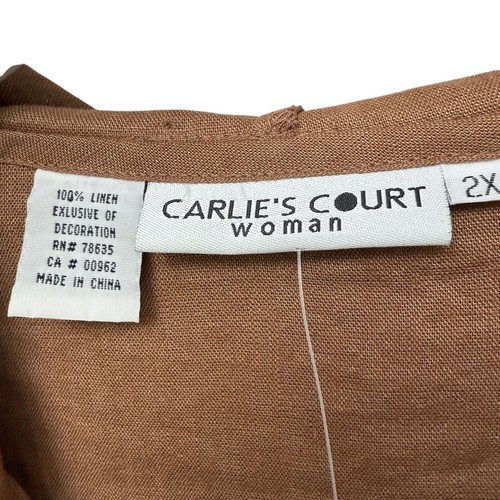 100% LINEN
EXLUSIVE OF
DECORATION
RN# 78635
CA # 00962
MADE IN CHINA
CARLIE'S COURT
woman
2X